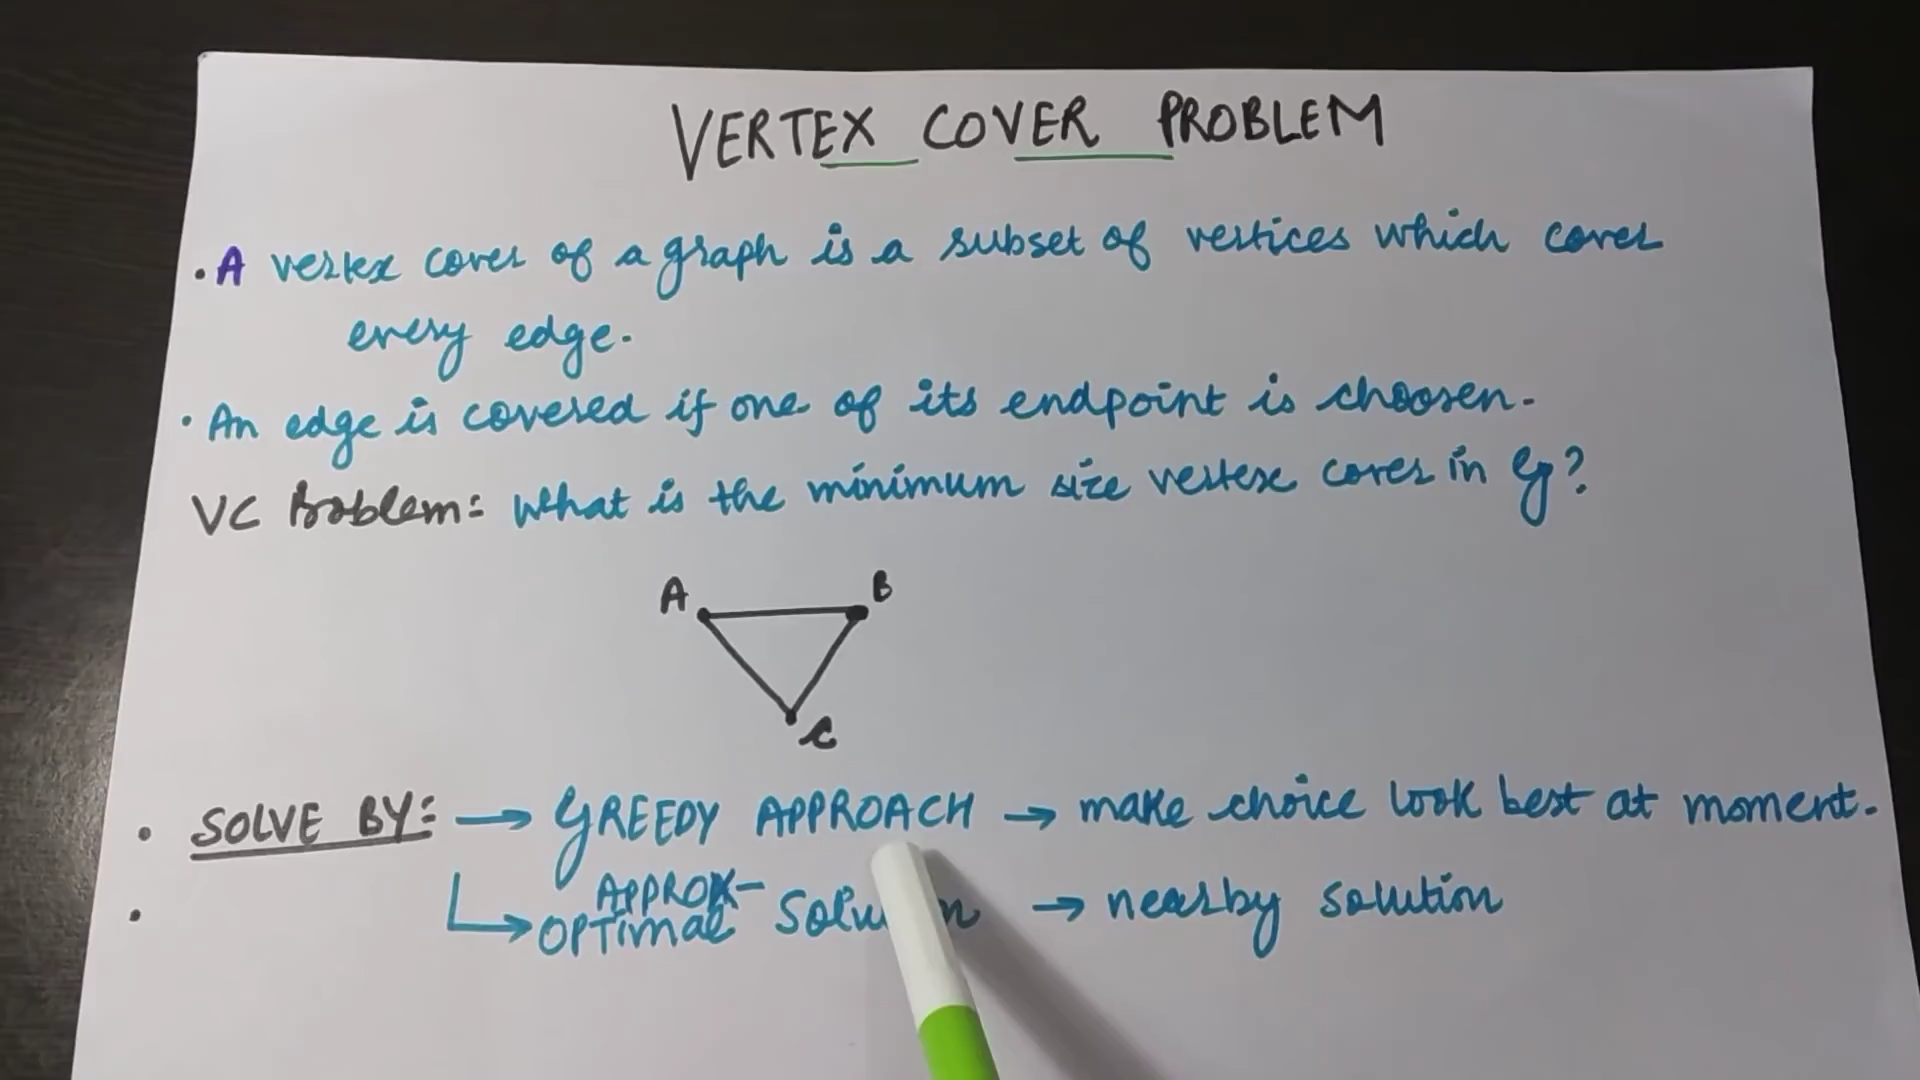 VERTEX COVER PROBLEM
• A vertex cover of a graph is a subset of vertices which cover
every edge.
• An edge is covered if one of its endpoint is choosen.
VC Problem: What is the minimum size vertex cover in G?
A B
C
• SOLVE BY: → GREEDY APPROACH → make choice look best at moment.
APPROX-
• → OPTIMAL → nearby solution